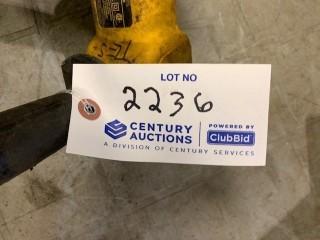 LOT NO
2236
CENTURY AUCTIONS
POWERED BY
ClubBid
A DIVISION OF CENTURY SERVICES